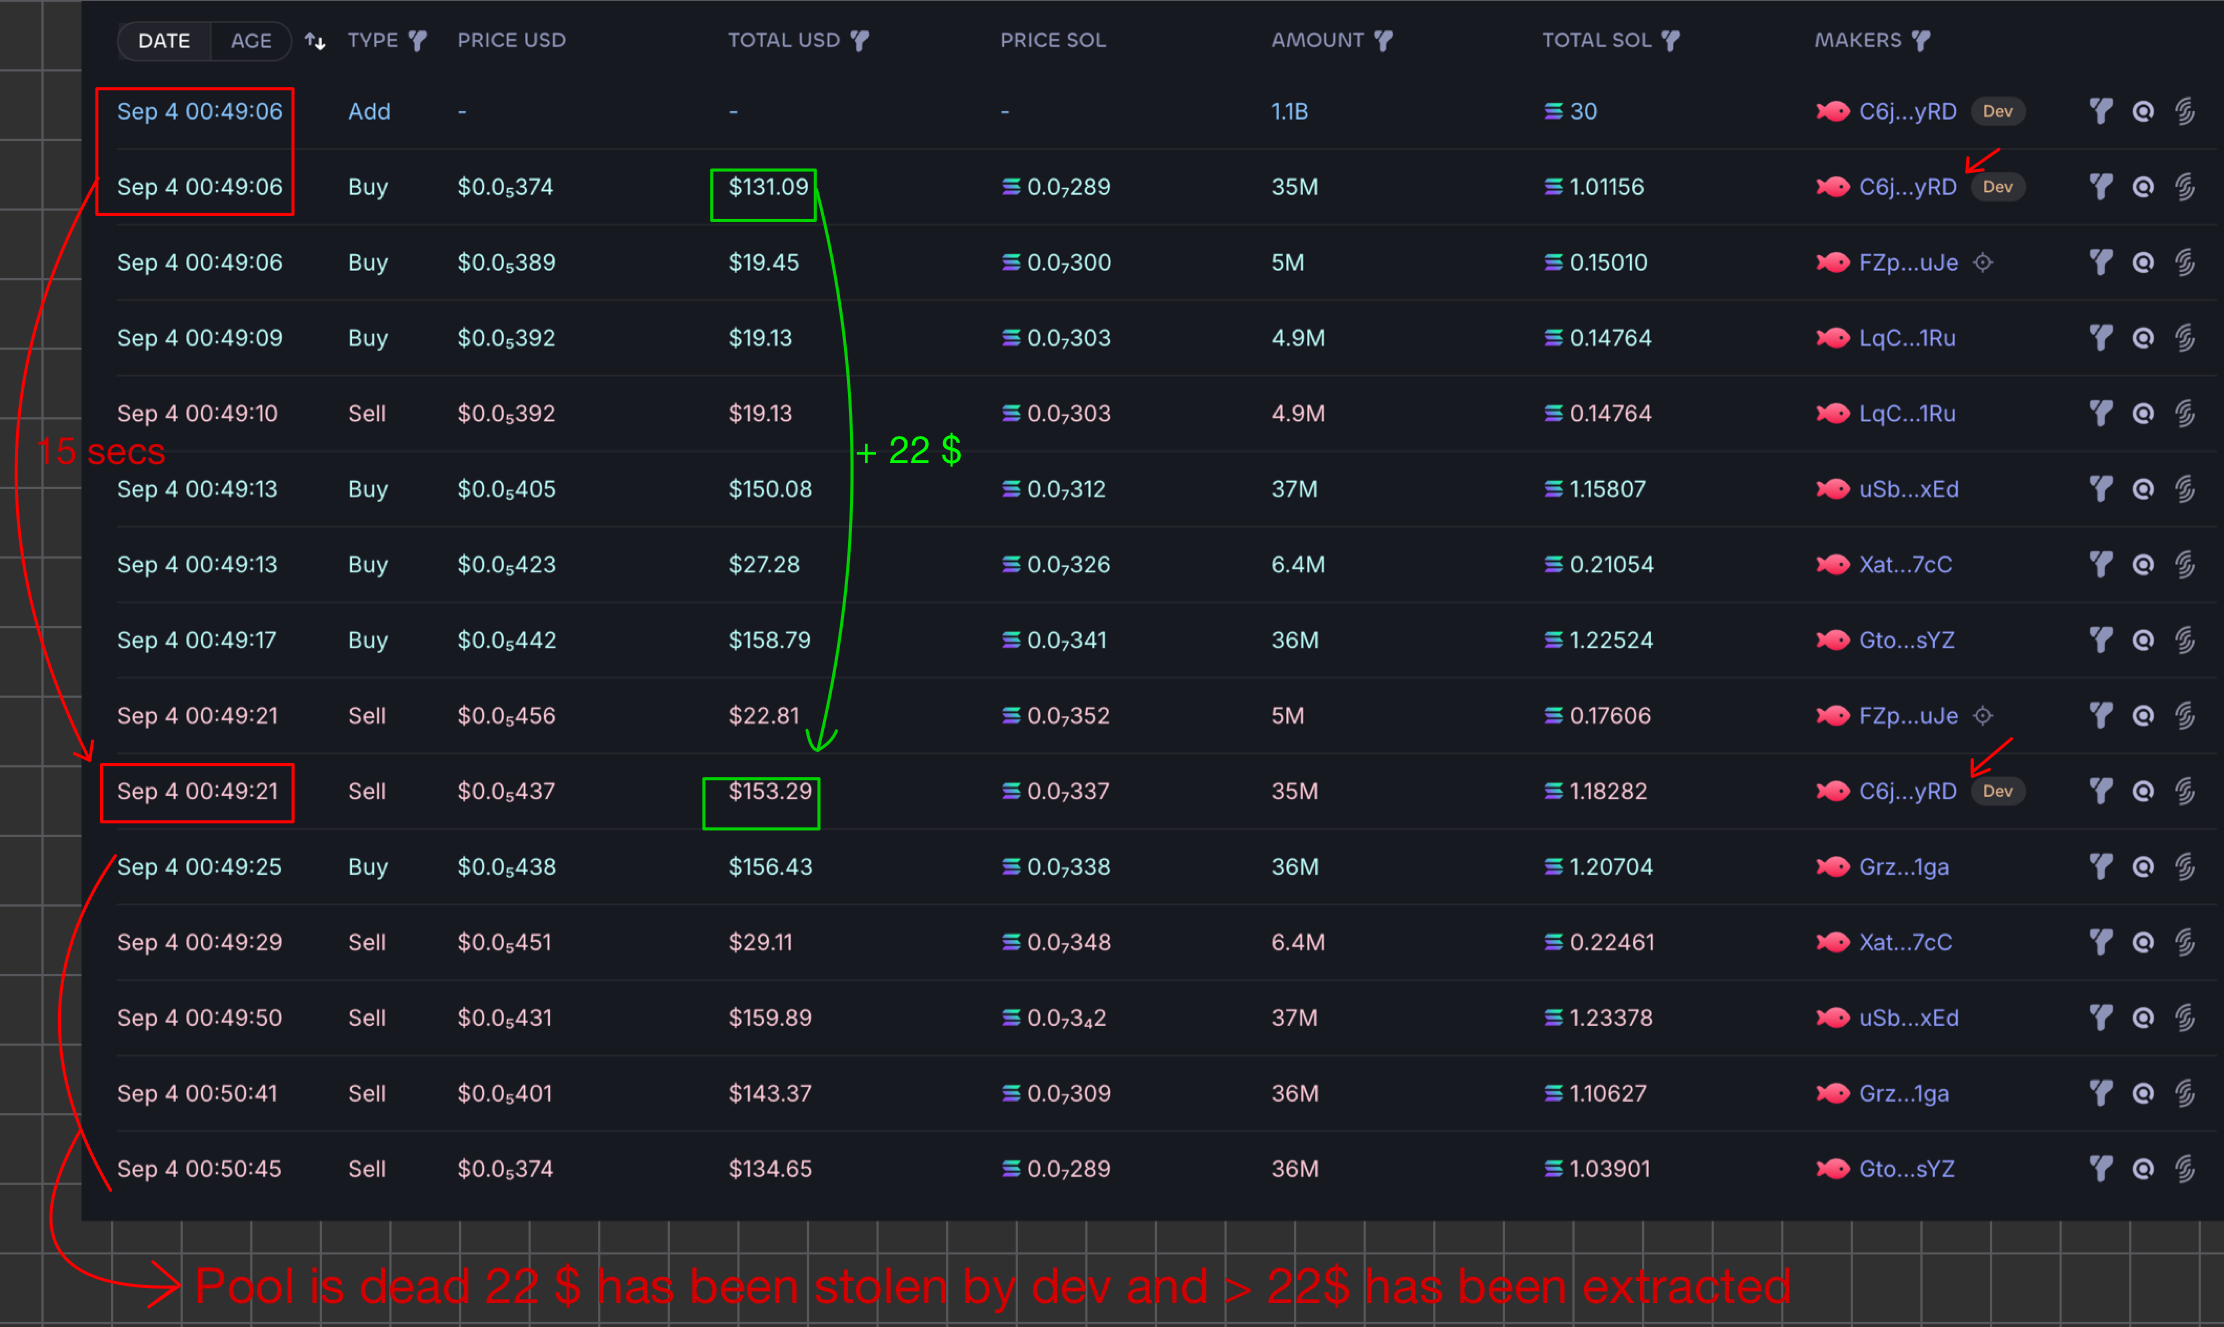 DATE AGE TYPE PRICE USD TOTAL USD PRICE SOL AMOUNT TOTAL SOL MAKERS
Sep 4 00:49:06 Add - - - 1.1B 30 C6j...yRD Dev
Sep 4 00:49:06 Buy $0.0₅374 $131.09 0.0₇289 35M 1.01156 C6j...yRD Dev
Sep 4 00:49:06 Buy $0.0₅389 $19.45 0.0₇300 5M 0.15010 FZp...uJe
Sep 4 00:49:09 Buy $0.0₅392 $19.13 0.0₇303 4.9M 0.14764 LqC...1Ru
Sep 4 00:49:10 Sell $0.0₅392 $19.13 0.0₇303 4.9M 0.14764 LqC...1Ru
15 secs + 22 $
Sep 4 00:49:13 Buy $0.0₅405 $150.08 0.0₇312 37M 1.15807 uSb...xEd
Sep 4 00:49:13 Buy $0.0₅423 $27.28 0.0₇326 6.4M 0.21054 Xat...7cC
Sep 4 00:49:17 Buy $0.0₅442 $158.79 0.0₇341 36M 1.22524 Gto...sYZ
Sep 4 00:49:21 Sell $0.0₅456 $22.81 0.0₇352 5M 0.17606 FZp...uJe
Sep 4 00:49:21 Sell $0.0₅437 $153.29 0.0₇337 35M 1.18282 C6j...yRD Dev
Sep 4 00:49:25 Buy $0.0₅438 $156.43 0.0₇338 36M 1.20704 Grz...1ga
Sep 4 00:49:29 Sell $0.0₅451 $29.11 0.0₇348 6.4M 0.22461 Xat...7cC
Sep 4 00:49:50 Sell $0.0₅431 $159.89 0.0₇3₄2 37M 1.23378 uSb...xEd
Sep 4 00:50:41 Sell $0.0₅401 $143.37 0.0₇309 36M 1.10627 Grz...1ga
Sep 4 00:50:45 Sell $0.0₅374 $134.65 0.0₇289 36M 1.03901 Gto...sYZ
Pool is dead 22 $ has been stolen by dev and > 22$ has been extracted